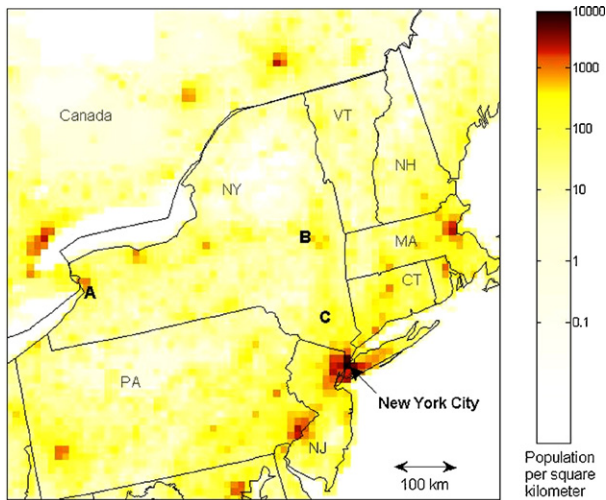 Canada
VT
NH
NY
B
MA
A
CT
C
PA
New York City
NJ
100 km
10000
1000
100
10
1
0.1
Population
per square
kilometer